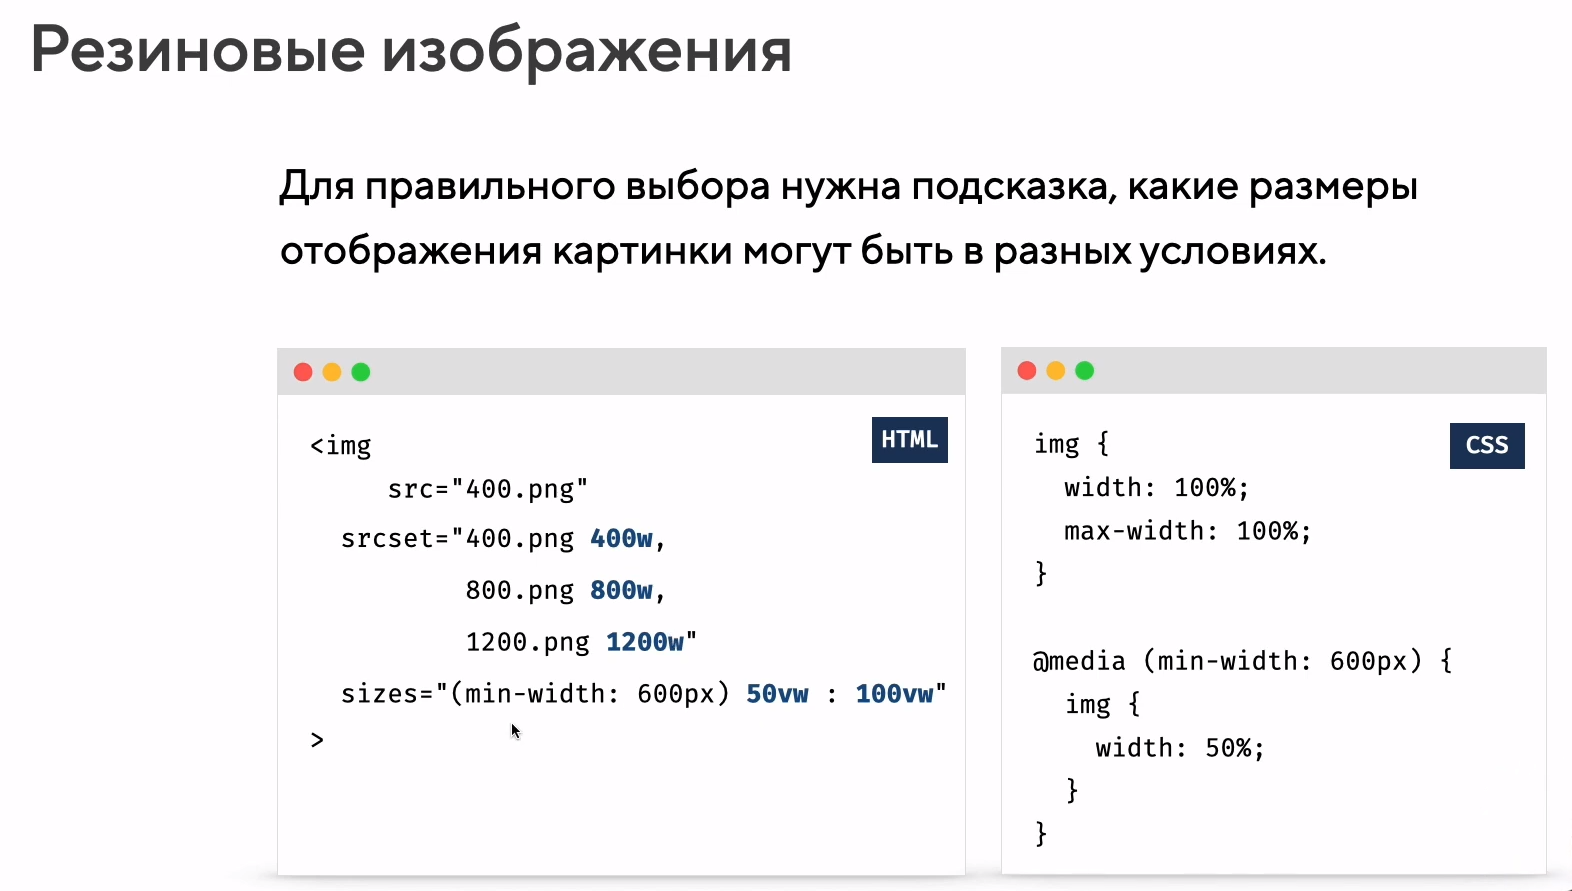 Резиновые изображения
Для правильного выбора нужна подсказка, какие размеры
отображения картинки могут быть в разных условиях.
HTML
<img
src="400.png"
srcset="400.png 400w,
800.png 800w,
1200.png 1200w"
sizes="(min-width: 600px) 50vw : 100vw"
>
CSS
img {
width: 100%;
max-width: 100%;
}
@media (min-width: 600px) {
img {
width: 50%;
}
}